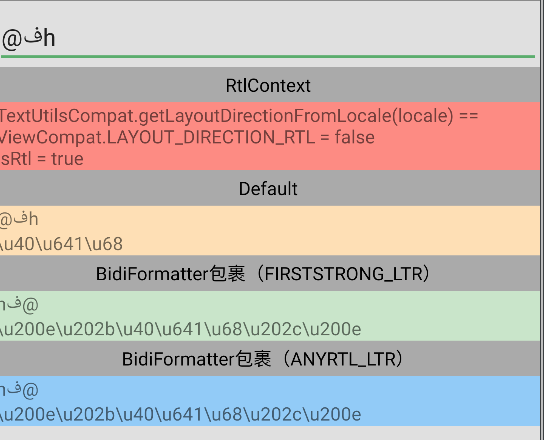 @فh
RtlContext
TextUtilsCompat.getLayoutDirectionFromLocale(locale) ==
ViewCompat.LAYOUT_DIRECTION_RTL = false
isRtl = true
Default
@فh
\u40\u641\u68
BidiFormatter包裹（FIRSTSTRONG_LTR）
hف@
\u200e\u202b\u40\u641\u68\u202c\u200e
BidiFormatter包裹（ANYRTL_LTR）
hف@
\u200e\u202b\u40\u641\u68\u202c\u200e